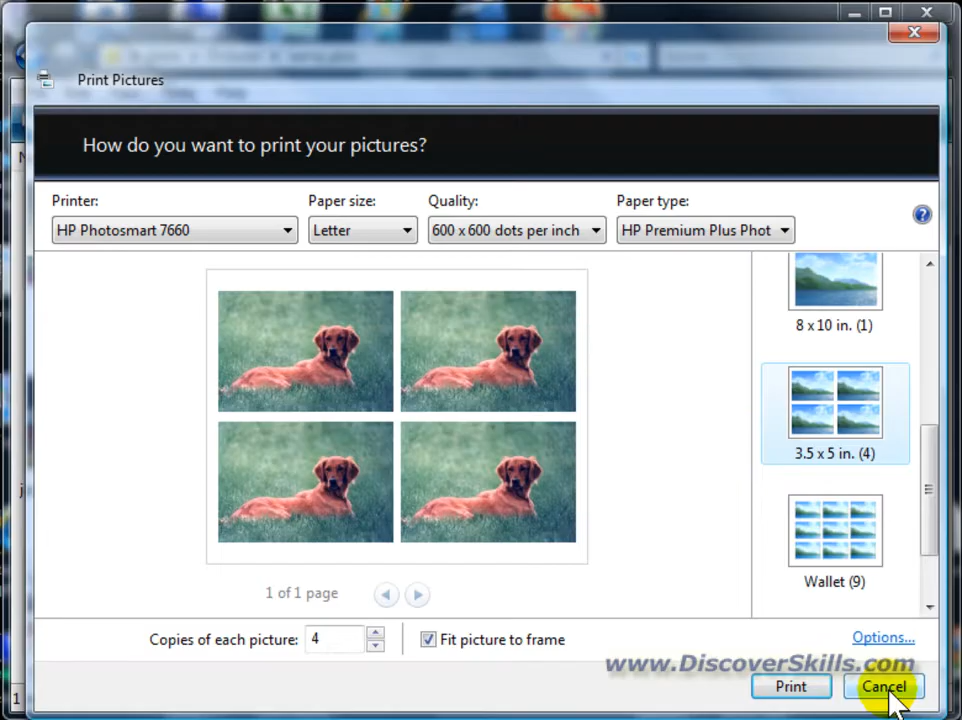 Print Pictures
How do you want to print your pictures?
Printer: Paper size: Quality: Paper type:
HP Photosmart 7660 Letter 600 x 600 dots per inch HP Premium Plus Phot
8 x 10 in. (1)
3.5 x 5 in. (4)
Wallet (9)
1 of 1 page
Copies of each picture: 4 Fit picture to frame Options...
www.DiscoverSkills.com
Print Cancel
1